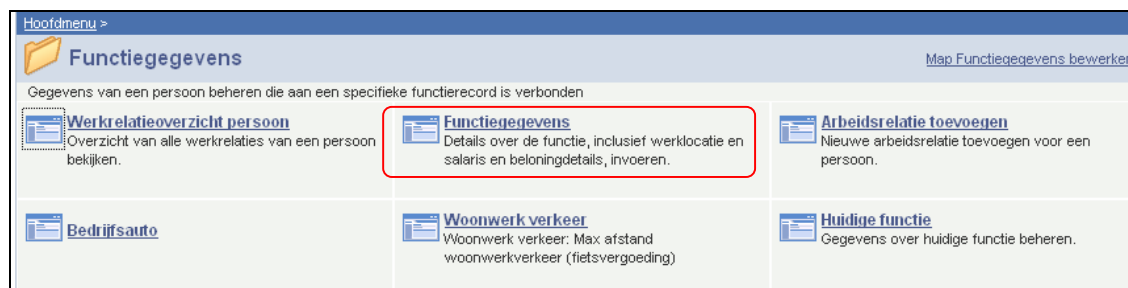 Hoofdmenu >
Functiegegevens
Map Functiegegevens bewerken
Gegevens van een persoon beheren die aan een specifieke functierecord is verbonden
Werkrelatieoverzicht persoon
Overzicht van alle werkrelaties van een persoon
bekijken.
Functiegegevens
Details over de functie, inclusief werklocatie en
salaris en beloningdetails, invoeren.
Arbeidsrelatie toevoegen
Nieuwe arbeidsrelatie toevoegen voor een
persoon.
Bedrijfsauto
Woonwerk verkeer
Woonwerk verkeer: Max afstand
woonwerkverkeer (fietsvergoeding)
Huidige functie
Gegevens over huidige functie beheren.